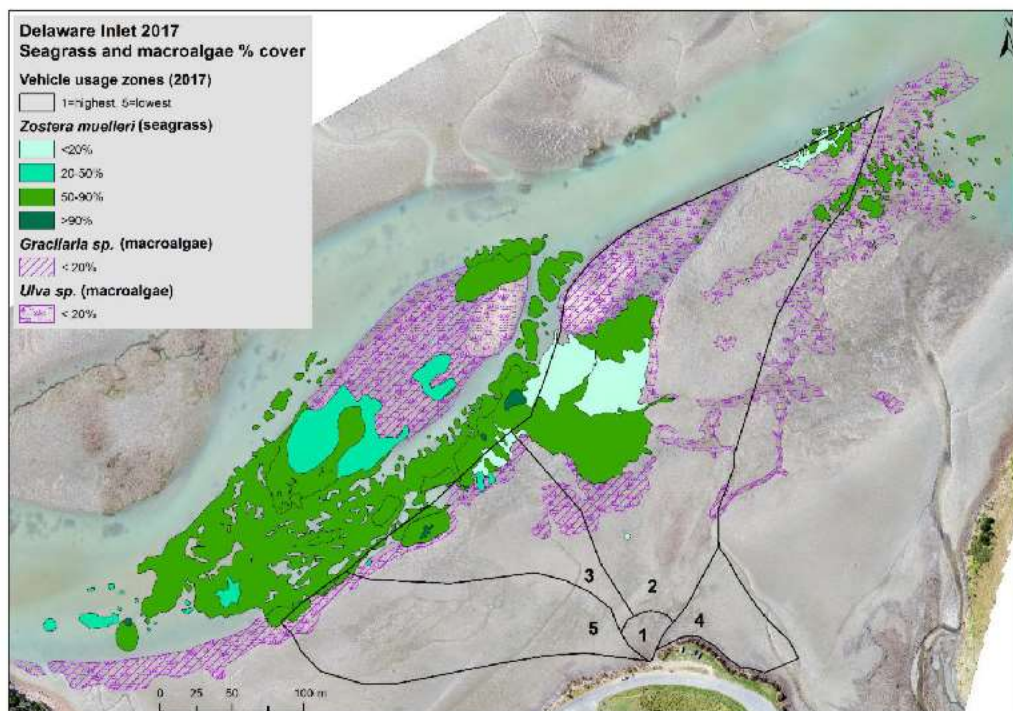 Delaware Inlet 2017
Seagrass and macroalgae % cover
Vehicle usage zones (2017)
1=highest, 5=lowest
Zostera muelleri (seagrass)
<20%
20-50%
50-90%
>90%
Gracilaria sp. (macroalgae)
< 20%
Ulva sp. (macroalgae)
< 20%
N
3
2
5
1
4
0 25 50 100 m